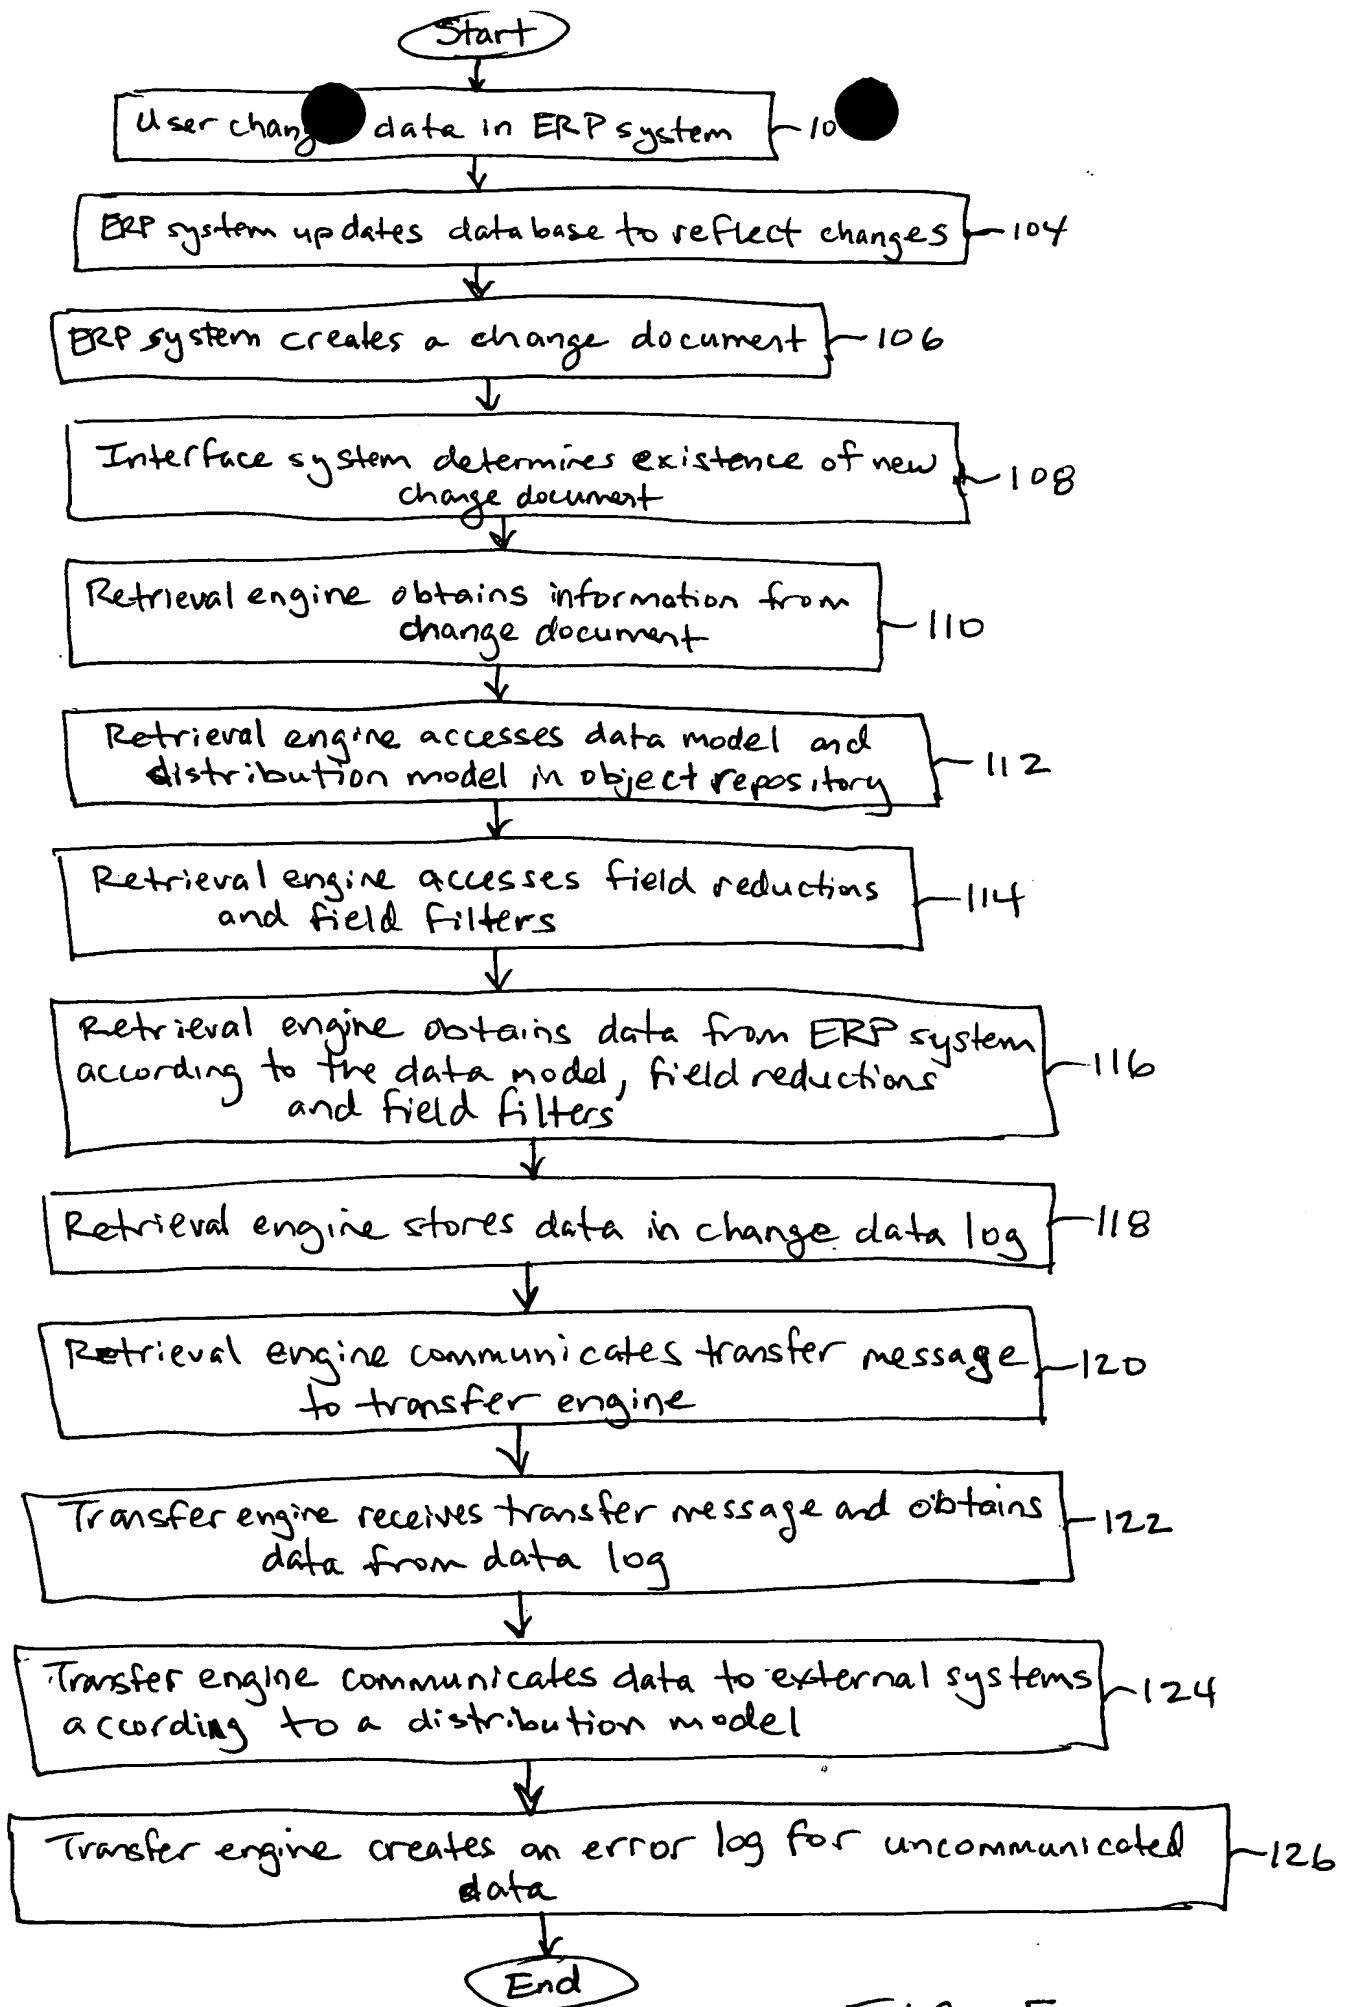 Start
User data in ERP system
ERP system updates database to reflect changes 104
ERP system creates a change document 106
Interface system determines existence of new
change document
108
Retrieval engine obtains information from
change document
110
Retrieval engine accesses data model and
distribution model in object repository
112
Retrieval engine accesses field reductions
and field filters
114
Retrieval engine obtains data from ERP system
according to the data model, field reductions
and field filters
116
Retrieval engine stores data in change data log 118
Retrieval engine communicates transfer message
to transfer engine
120
Transfer engine receives transfer message and obtains
data from data log
122
Transfer engine communicates data to external systems
according to a distribution model
124
Transfer engine creates an error log for uncommunicated
data
126
End